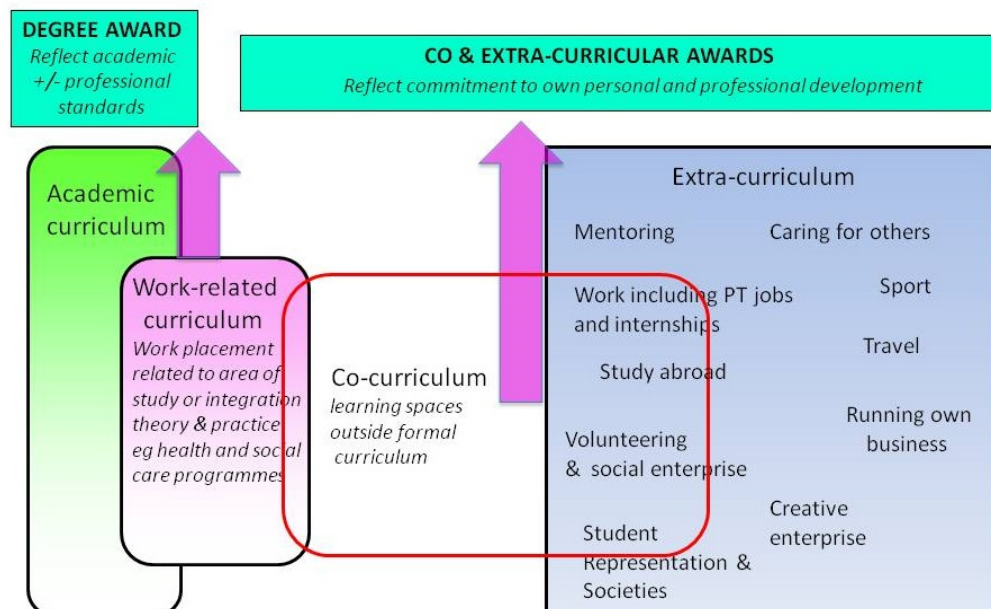 DEGREE AWARD
Reflect academic
+/- professional
standards
CO & EXTRA-CURRICULAR AWARDS
Reflect commitment to own personal and professional development
Academic
curriculum
Work-related
curriculum
Work placement
related to area of
study or integration
theory & practice
eg health and social
care programmes
Co-curriculum
learning spaces
outside formal
curriculum
Extra-curriculum
Mentoring
Caring for others
Work including PT jobs
and internships
Sport
Study abroad
Travel
Volunteering
& social enterprise
Running own
business
Student
Representation &
Societies
Creative
enterprise